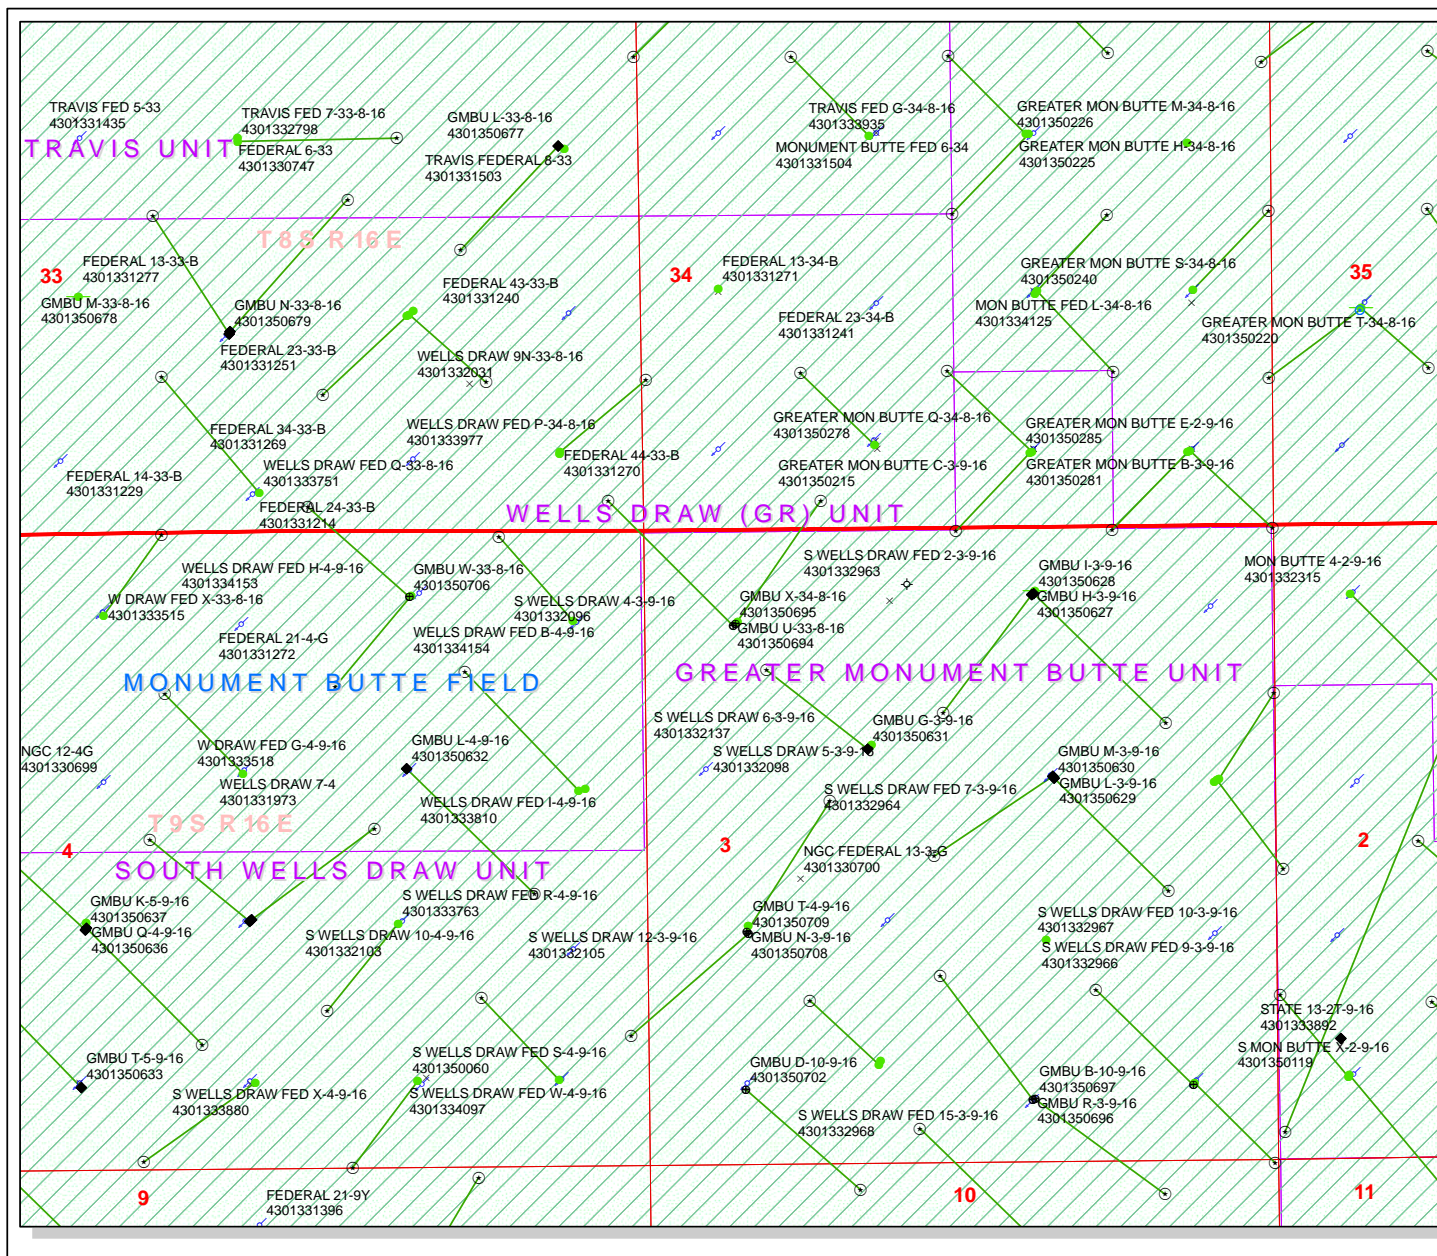 TRAVIS FED 5-33
4301331435
TRAVIS FED 7-33-8-16
4301332798
FEDERAL 6-33
4301330747
GMBU L-33-8-16
4301350677
TRAVIS FEDERAL 8-33
4301331503
TRAVIS FED G-34-8-16
4301333935
MONUMENT BUTTE FED 6-34
4301331504
GREATER MON BUTTE M-34-8-16
4301350226
GREATER MON BUTTE H-34-8-16
4301350225
TRAVIS UNIT
T 8 S R 16 E
33
FEDERAL 13-33-B
4301331277
GMBU M-33-8-16
4301350678
GMBU N-33-8-16
4301350679
FEDERAL 23-33-B
4301331251
FEDERAL 43-33-B
4301331240
34
FEDERAL 13-34-B
4301331271
FEDERAL 23-34-B
4301331241
GREATER MON BUTTE S-34-8-16
4301350240
MON BUTTE FED L-34-8-16
4301334125
35
GREATER MON BUTTE T-34-8-16
4301350220
WELLS DRAW 9N-33-8-16
4301332031
FEDERAL 34-33-B
4301331269
WELLS DRAW FED P-34-8-16
4301333977
FEDERAL 44-33-B
4301331270
GREATER MON BUTTE Q-34-8-16
4301350278
GREATER MON BUTTE C-3-9-16
4301350215
GREATER MON BUTTE E-2-9-16
4301350285
GREATER MON BUTTE B-3-9-16
4301350281
FEDERAL 14-33-B
4301331229
WELLS DRAW FED Q-33-8-16
4301333751
FEDERAL 24-33-B
4301331214
WELLS DRAW (GR) UNIT
WELLS DRAW FED H-4-9-16
4301334153
W DRAW FED X-33-8-16
4301333515
FEDERAL 21-4-G
4301331272
GMBU W-33-8-16
4301350706
WELLS DRAW FED B-4-9-16
4301334154
S WELLS DRAW 4-3-9-16
4301332096
S WELLS DRAW FED 2-3-9-16
4301332963
GMBU X-34-8-16
4301350695
GMBU U-33-8-16
4301350694
GMBU I-3-9-16
4301350628
GMBU H-3-9-16
4301350627
MON BUTTE 4-2-9-16
4301332315
MONUMENT BUTTE FIELD
GREATER MONUMENT BUTTE UNIT
NGC 12-4G
4301330699
W DRAW FED G-4-9-16
4301333518
WELLS DRAW 7-4
4301331973
GMBU L-4-9-16
4301350632
WELLS DRAW FED I-4-9-16
4301333810
S WELLS DRAW 6-3-9-16
4301332137
S WELLS DRAW 5-3-9-16
4301332098
GMBU G-3-9-16
4301350631
S WELLS DRAW FED 7-3-9-16
4301332964
GMBU M-3-9-16
4301350630
GMBU L-3-9-16
4301350629
T 9 S R 16 E
4
3
2
NGC FEDERAL 13-3-G
4301330700
SOUTH WELLS DRAW UNIT
GMBU K-5-9-16
4301350637
GMBU Q-4-9-16
4301350636
S WELLS DRAW FED R-4-9-16
4301333763
S WELLS DRAW 10-4-9-16
4301332103
S WELLS DRAW 12-3-9-16
4301332105
GMBU T-4-9-16
4301350709
GMBU N-3-9-16
4301350708
S WELLS DRAW FED 10-3-9-16
4301332967
S WELLS DRAW FED 9-3-9-16
4301332966
STATE 13-2T-9-16
4301333892
S MON BUTTE X-2-9-16
4301350119
GMBU T-5-9-16
4301350633
S WELLS DRAW FED X-4-9-16
4301333880
S WELLS DRAW FED S-4-9-16
4301350060
S WELLS DRAW FED W-4-9-16
4301334097
GMBU D-10-9-16
4301350702
S WELLS DRAW FED 15-3-9-16
4301332968
GMBU B-10-9-16
4301350697
GMBU R-3-9-16
4301350696
9
FEDERAL 21-9Y
4301331396
10
11